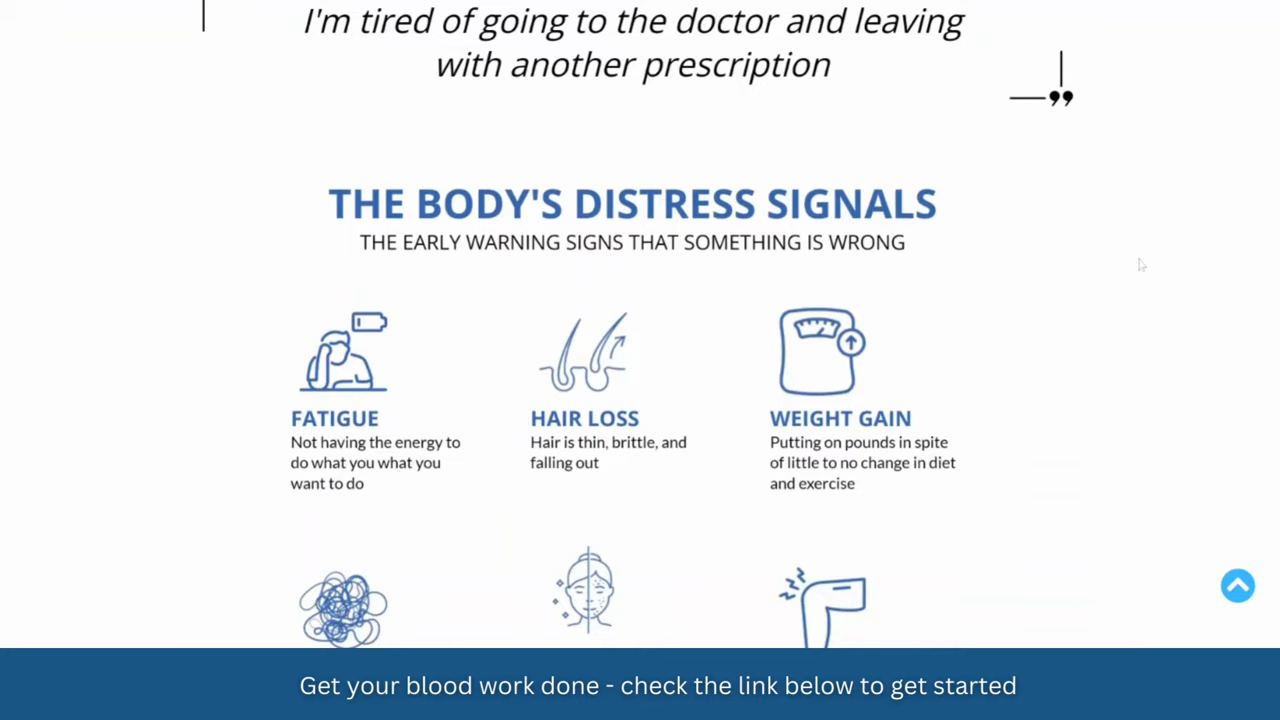 I'm tired of going to the doctor and leaving
with another prescription
”
THE BODY'S DISTRESS SIGNALS
THE EARLY WARNING SIGNS THAT SOMETHING IS WRONG
FATIGUE
Not having the energy to
do what you what you
want to do
HAIR LOSS
Hair is thin, brittle, and
falling out
WEIGHT GAIN
Putting on pounds in spite
of little to no change in diet
and exercise
Get your blood work done - check the link below to get started